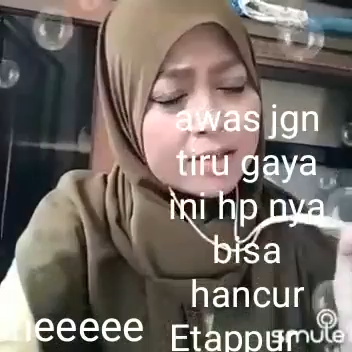 awas jgn
tiru gaya
ini hp nya
bisa
hancur
Etappur
eeeee
smule